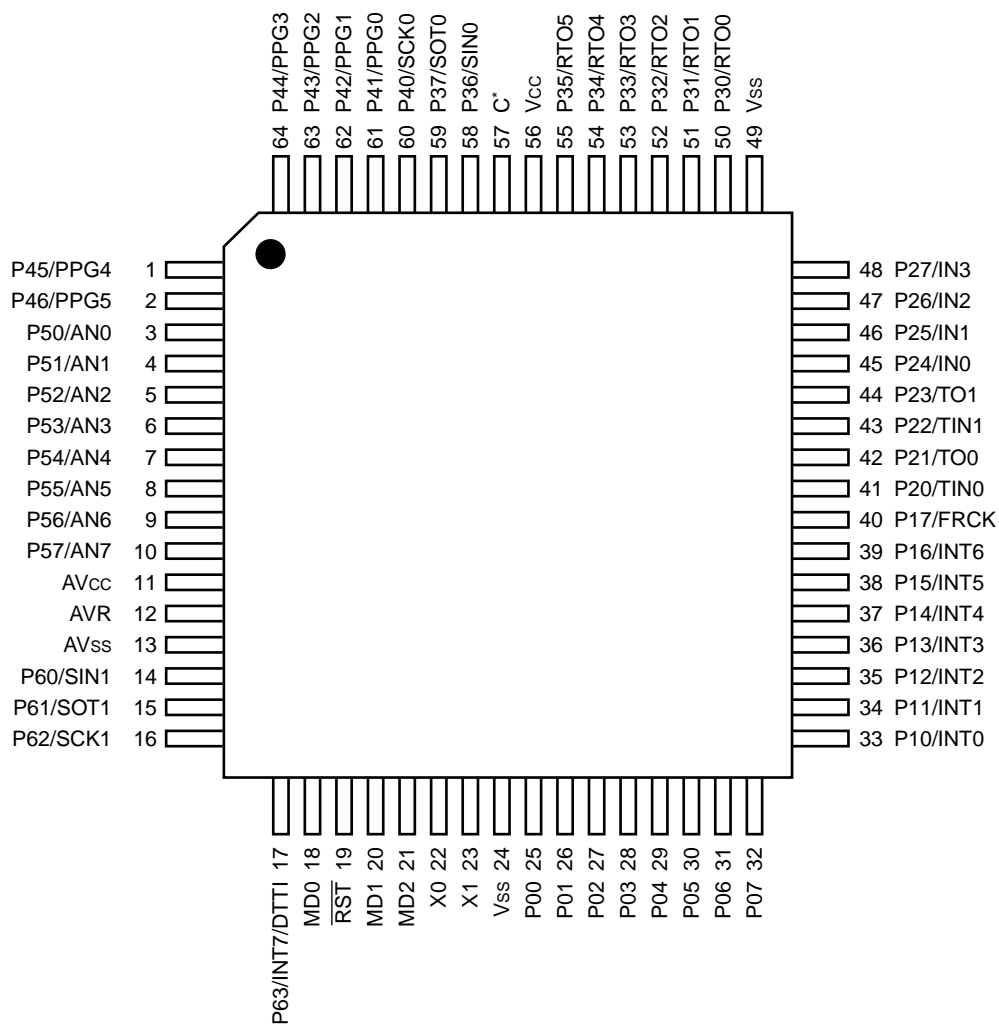 64 P44/PPG3
63 P43/PPG2
62 P42/PPG1
61 P41/PPG0
60 P40/SCK0
59 P37/SOT0
58 P36/SIN0
57 C*
56 Vcc
55 P35/RTO5
54 P34/RTO4
53 P33/RTO3
52 P32/RTO2
51 P31/RTO1
50 P30/RTO0
49 Vss
P45/PPG4 1
P46/PPG5 2
P50/AN0 3
P51/AN1 4
P52/AN2 5
P53/AN3 6
P54/AN4 7
P55/AN5 8
P56/AN6 9
P57/AN7 10
AVcc 11
AVR 12
AVss 13
P60/SIN1 14
P61/SOT1 15
P62/SCK1 16
48 P27/IN3
47 P26/IN2
46 P25/IN1
45 P24/IN0
44 P23/TO1
43 P22/TIN1
42 P21/TO0
41 P20/TIN0
40 P17/FRCK
39 P16/INT6
38 P15/INT5
37 P14/INT4
36 P13/INT3
35 P12/INT2
34 P11/INT1
33 P10/INT0
P63/INT7/DTTI 17
MD0 18
R̅S̅T̅ 19
MD1 20
MD2 21
X0 22
X1 23
Vss 24
P00 25
P01 26
P02 27
P03 28
P04 29
P05 30
P06 31
P07 32